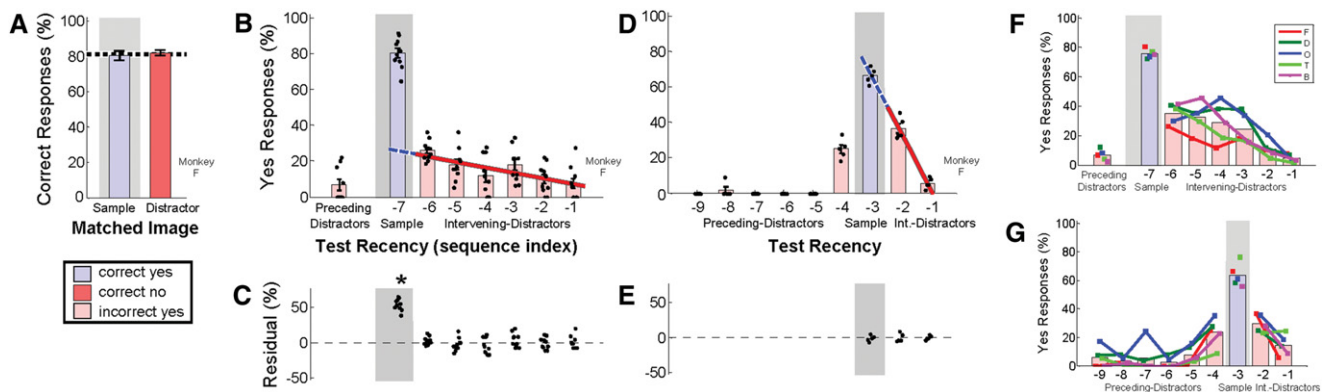 A
Correct Responses (%)
100
80
60
40
20
0
Monkey
F
Sample
Distractor
Matched Image
correct yes
correct no
incorrect yes
B
Yes Responses (%)
100
80
60
40
20
0
Monkey
F
-7
-6
-5
-4
-3
-2
-1
Preceding
Distractors
Sample
Intervening-Distractors
Test Recency (sequence index)
C
Residual (%)
50
0
-50
*
D
100
80
60
40
20
0
Monkey
F
-9
-8
-7
-6
-5
-4
-3
-2
-1
Preceding-Distractors
Sample
Int.-Distractors
Test Recency
E
50
0
-50
F
Yes Responses (%)
100
80
60
40
20
0
F
D
O
T
B
-7
-6
-5
-4
-3
-2
-1
Preceding
Distractors
Sample
Intervening-Distractors
G
Yes Responses (%)
100
80
60
40
20
0
-9
-8
-7
-6
-5
-4
-3
-2
-1
Preceding-Distractors
Sample
Int.-Distractors